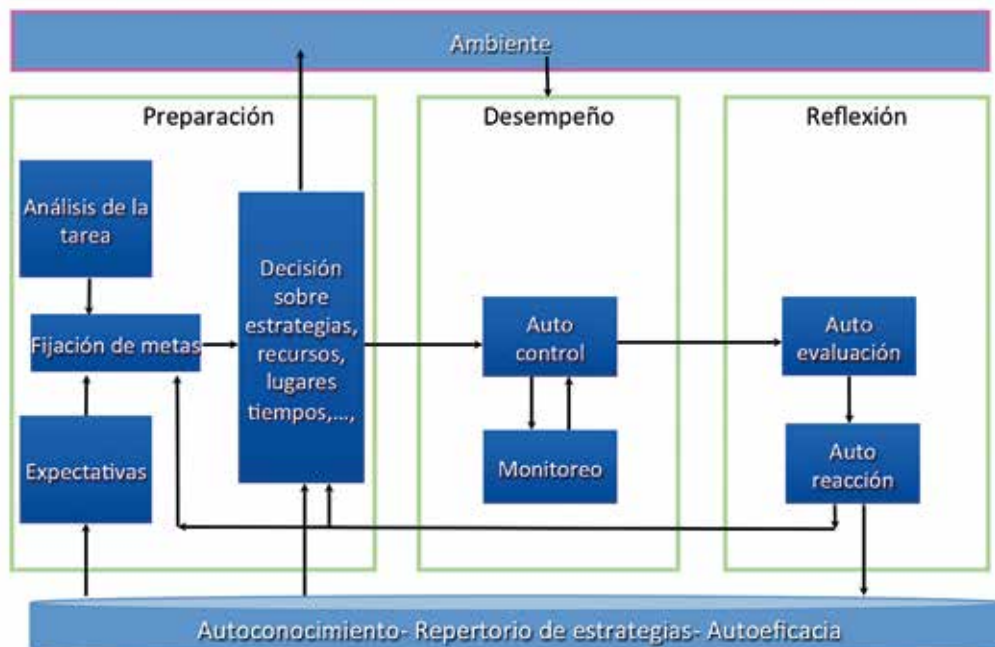 Ambiente
Preparación
Análisis de la
tarea
Fijación de metas
Expectativas
Decisión
sobre
estrategias,
recursos,
lugares
tiempos,...,
Desempeño
Auto
control
Monitoreo
Reflexión
Auto
evaluación
Auto
reacción
Autoconocimiento- Repertorio de estrategias- Autoeficacia